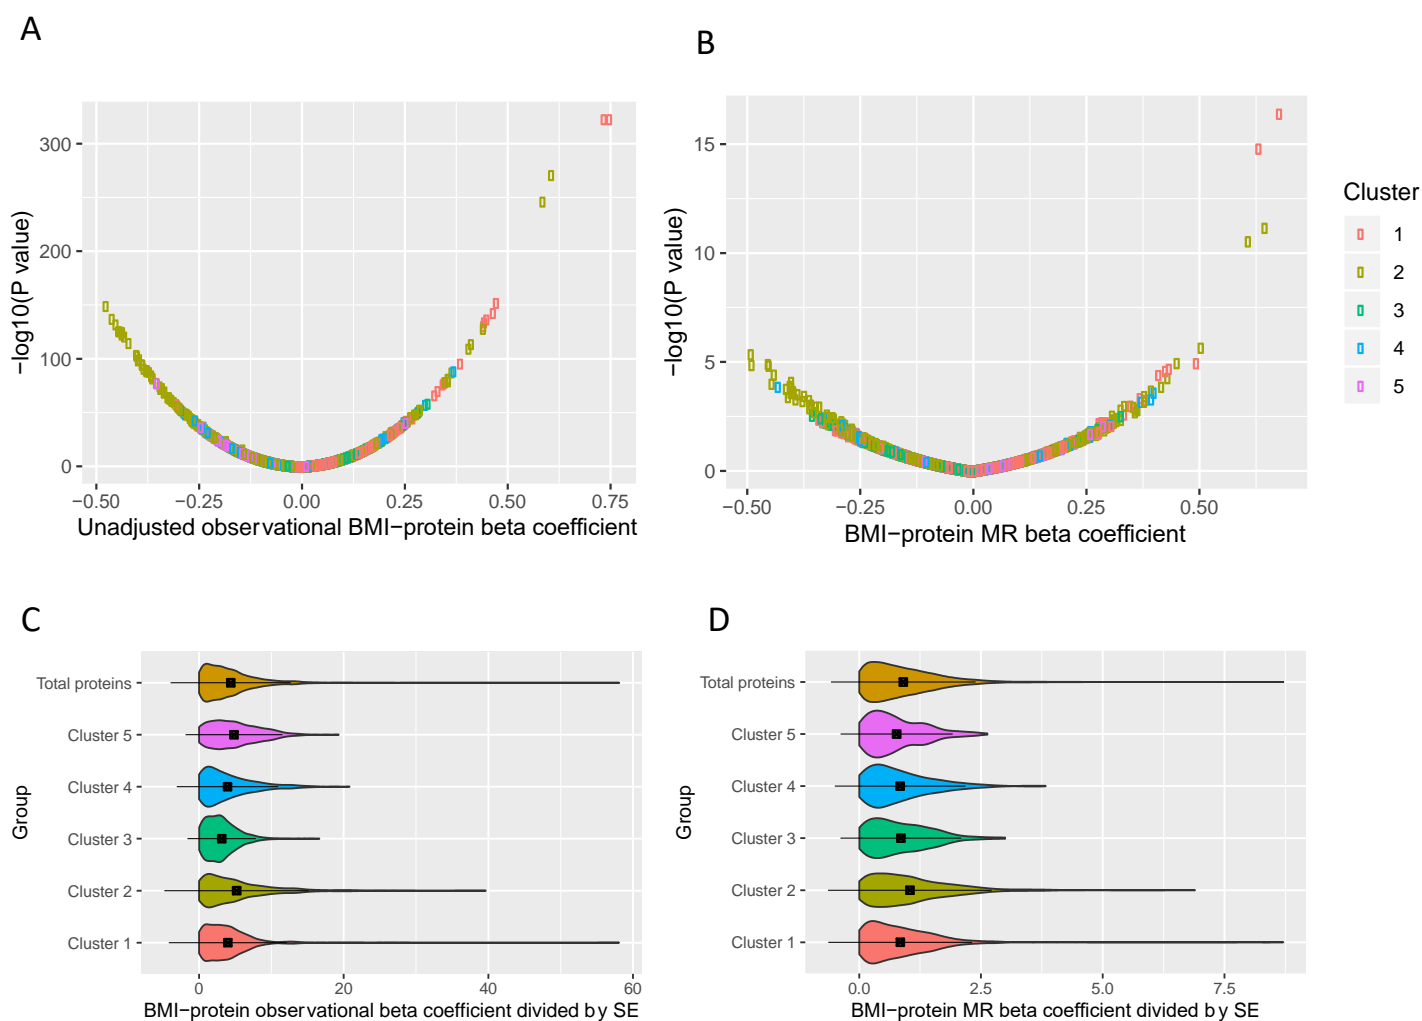 A
B
300
200
100
0
−log10(P value)
−0.50
−0.25
0.00
0.25
0.50
0.75
Unadjusted observational BMI−protein beta coefficient
15
10
5
0
−log10(P value)
−0.50
−0.25
0.00
0.25
0.50
BMI−protein MR beta coefficient
Cluster
1
2
3
4
5
C
D
Total proteins
Cluster 5
Cluster 4
Cluster 3
Cluster 2
Cluster 1
Group
0
20
40
60
BMI−protein observational beta coefficient divided by SE
Total proteins
Cluster 5
Cluster 4
Cluster 3
Cluster 2
Cluster 1
Group
0.0
2.5
5.0
7.5
BMI−protein MR beta coefficient divided by SE